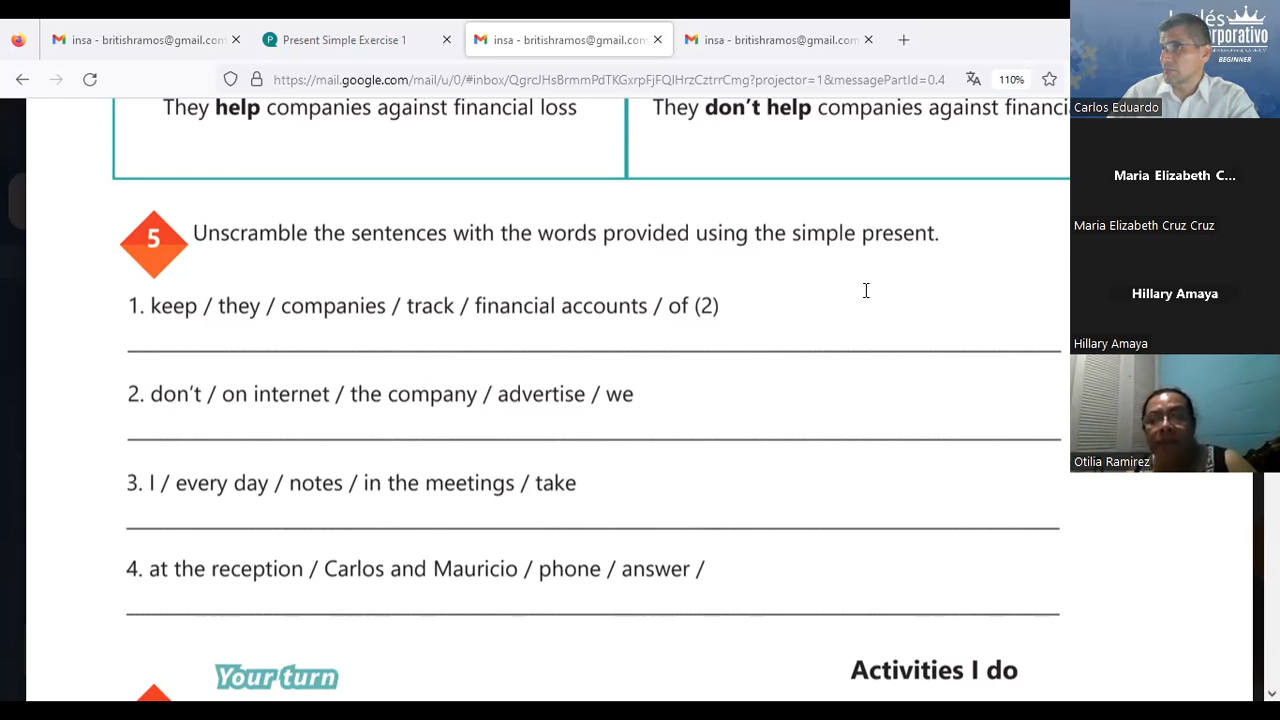 insa - britishramos@gmail.com
Present Simple Exercise 1
insa - britishramos@gmail.com
insa - britishramos@gmail.com
https://mail.google.com/mail/u/0/#inbox/QgrcJHsBrmmPdTKGxrpFjFQIHrzCztrrCmg?projector=1&messagePartId=0.4
110%
They help companies against financial loss
They don't help companies against financi
5
Unscramble the sentences with the words provided using the simple present.
1. keep / they / companies / track / financial accounts / of (2)
2. don't / on internet / the company / advertise / we
3. I / every day / notes / in the meetings / take
4. at the reception / Carlos and Mauricio / phone / answer /
Your turn
Activities I do
BEGINNER
Carlos Eduardo
Maria Elizabeth C...
Maria Elizabeth Cruz Cruz
Hillary Amaya
Hillary Amaya
Otilia Ramirez